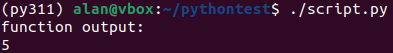 (py311) alan@vbox:~/pythontest$ ./script.py
function output:
5